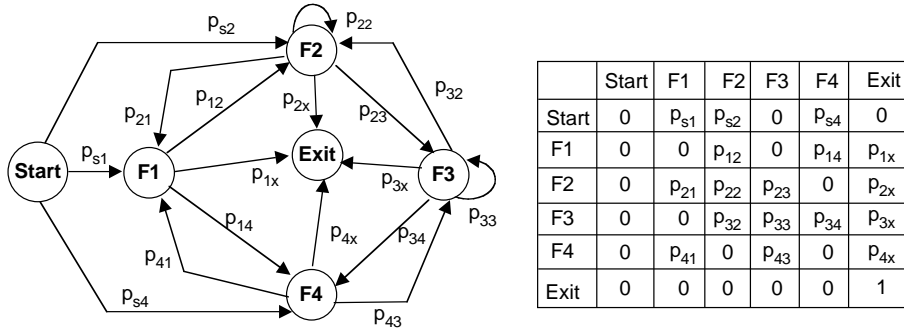 p_s2
p_22
F2
p_32
p_21
p_12
p_2x
p_23
p_s1
Start
F1
Exit
F3
p_1x
p_3x
p_14
p_33
p_41
p_4x
p_34
p_s4
F4
p_43
Start F1 F2 F3 F4 Exit
Start 0 p_s1 p_s2 0 p_s4 0
F1 0 0 p_12 0 p_14 p_1x
F2 0 p_21 p_22 p_23 0 p_2x
F3 0 0 p_32 p_33 p_34 p_3x
F4 0 p_41 0 p_43 0 p_4x
Exit 0 0 0 0 0 1